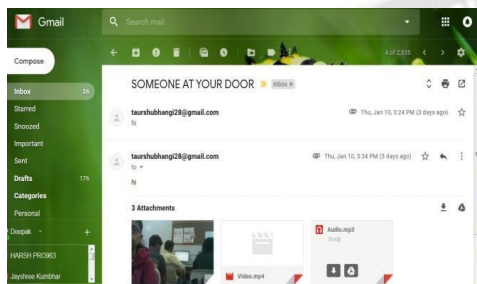 Gmail
Search mail
Compose
4 of 2,535
SOMEONE AT YOUR DOOR Inbox x
Inbox 26
Starred
Snoozed
Important
Sent
Drafts 176
Categories
Personal
Deepak +
HARSH PRO963
Jayshree Kumbhar
taurshubhangi28@gmail.com Thu, Jan 10, 3:24 PM (3 days ago)
hi
taurshubhangi28@gmail.com Thu, Jan 10, 3:34 PM (3 days ago)
to
hi
3 Attachments
Video.mp4
Audio.mp3
10 KB